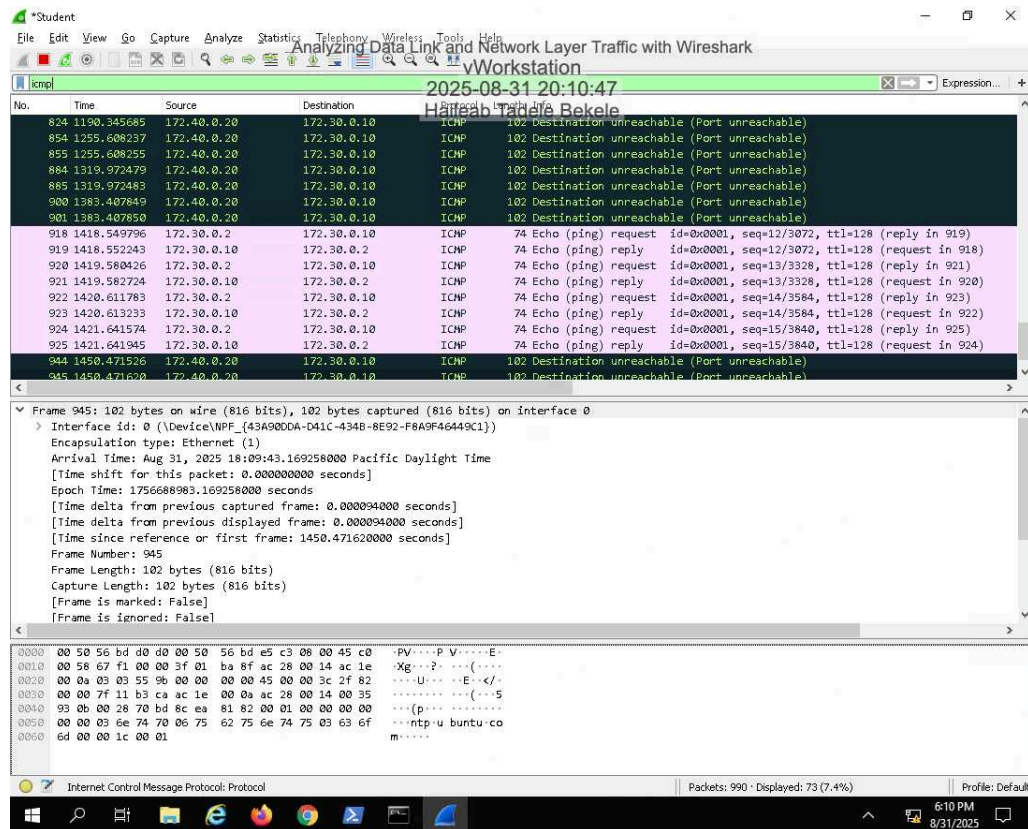 *Student
File Edit View Go Capture Analyze Statistics Telephony Wireless Tools Help
Analyzing Data Link and Network Layer Traffic with Wireshark
vWorkstation
2025-08-31 20:10:47
icmp Expression... +
No. Time Source Destination Protocol Length Info
824 1190.345685 172.40.0.20 172.30.0.10 ICMP 102 Destination unreachable (Port unreachable)
854 1255.608237 172.40.0.20 172.30.0.10 ICMP 102 Destination unreachable (Port unreachable)
855 1255.608255 172.40.0.20 172.30.0.10 ICMP 102 Destination unreachable (Port unreachable)
884 1319.972479 172.40.0.20 172.30.0.10 ICMP 102 Destination unreachable (Port unreachable)
885 1319.972483 172.40.0.20 172.30.0.10 ICMP 102 Destination unreachable (Port unreachable)
900 1383.407849 172.40.0.20 172.30.0.10 ICMP 102 Destination unreachable (Port unreachable)
901 1383.407850 172.40.0.20 172.30.0.10 ICMP 102 Destination unreachable (Port unreachable)
918 1418.549796 172.30.0.2 172.30.0.10 ICMP 74 Echo (ping) request id=0x0001, seq=12/3072, ttl=128 (reply in 919)
919 1418.552243 172.30.0.10 172.30.0.2 ICMP 74 Echo (ping) reply id=0x0001, seq=12/3072, ttl=128 (request in 918)
920 1419.580426 172.30.0.2 172.30.0.10 ICMP 74 Echo (ping) request id=0x0001, seq=13/3328, ttl=128 (reply in 921)
921 1419.582724 172.30.0.10 172.30.0.2 ICMP 74 Echo (ping) reply id=0x0001, seq=13/3328, ttl=128 (request in 920)
922 1420.611783 172.30.0.2 172.30.0.10 ICMP 74 Echo (ping) request id=0x0001, seq=14/3584, ttl=128 (reply in 923)
923 1420.613233 172.30.0.10 172.30.0.2 ICMP 74 Echo (ping) reply id=0x0001, seq=14/3584, ttl=128 (request in 922)
924 1421.641574 172.30.0.2 172.30.0.10 ICMP 74 Echo (ping) request id=0x0001, seq=15/3840, ttl=128 (reply in 925)
925 1421.641945 172.30.0.10 172.30.0.2 ICMP 74 Echo (ping) reply id=0x0001, seq=15/3840, ttl=128 (request in 924)
944 1450.471526 172.40.0.20 172.30.0.10 ICMP 102 Destination unreachable (Port unreachable)
945 1450.471620 172.40.0.20 172.30.0.10 ICMP 102 Destination unreachable (Port unreachable)
Frame 945: 102 bytes on wire (816 bits), 102 bytes captured (816 bits) on interface 0
Interface id: 0 (\Device\NPF_{43A90DDA-D41C-434B-8E92-F8A9F46449C1})
Encapsulation type: Ethernet (1)
Arrival Time: Aug 31, 2025 18:09:43.169258000 Pacific Daylight Time
[Time shift for this packet: 0.000000000 seconds]
Epoch Time: 1756688983.169258000 seconds
[Time delta from previous captured frame: 0.000094000 seconds]
[Time delta from previous displayed frame: 0.000094000 seconds]
[Time since reference or first frame: 1450.471620000 seconds]
Frame Number: 945
Frame Length: 102 bytes (816 bits)
Capture Length: 102 bytes (816 bits)
[Frame is marked: False]
[Frame is ignored: False]
0000 00 50 56 bd d0 d0 00 50 56 bd e5 c3 08 00 45 c0 ·PV····P V·····E·
0010 00 58 67 f1 00 00 3f 01 ba 8f ac 28 00 14 ac 1e ·Xg···?· ···(····
0020 00 0a 03 03 55 9b 00 00 00 00 45 00 00 3c 2f 82 ····U··· ··E··</·
0030 00 00 7f 11 b3 ca ac 1e 00 0a ac 28 00 14 00 35 ········ ···(···5
0040 93 0b 00 28 70 bd 8c ea 81 82 00 01 00 00 00 00 ···(p··· ········
0050 00 00 03 6e 74 70 06 75 62 75 6e 74 75 03 63 6f ···ntp·u buntu·co
0060 6d 00 00 1c 00 01 m·····
Internet Control Message Protocol: Protocol Packets: 990 · Displayed: 73 (7.4%) Profile: Default
6:10 PM
8/31/2025